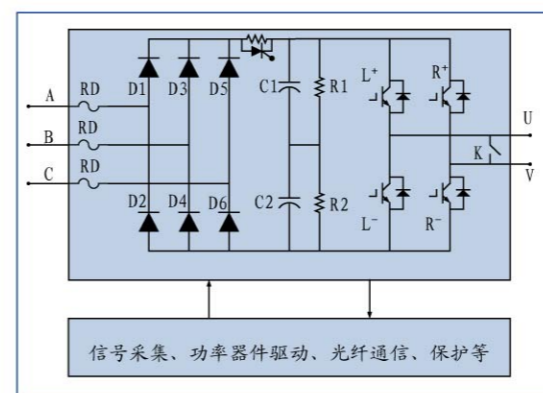 L⁺ R⁺
D1 D3 D5 C1 R1
A RD
U
B RD
K
C RD
V
D2 D4 D6 C2 R2
L⁻ R⁻
信号采集、功率器件驱动、光纤通信、保护等